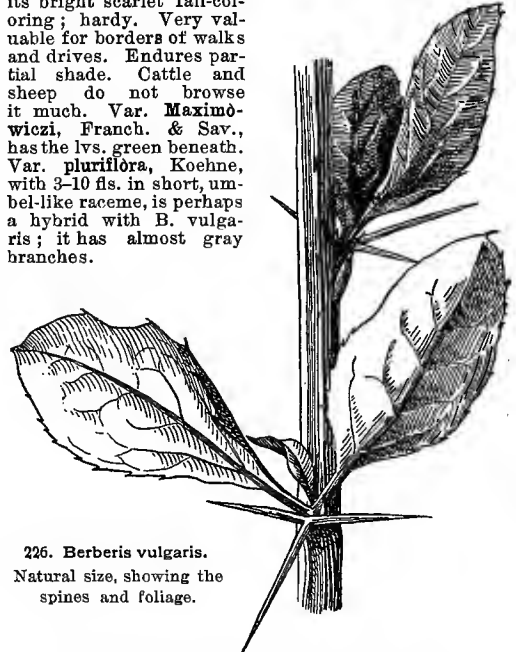 its bright scarlet fall-col-
oring; hardy. Very val-
uable for borders of walks
and drives. Endures par-
tial shade. Cattle and
sheep do not browse
it much. Var. Maximò-
wiczi, Franch. & Sav.,
has the lvs. green beneath.
Var. pluriflòra, Koehne,
with 3–10 fls. in short, um-
bel-like raceme, is perhaps
a hybrid with B. vulga-
ris; it has almost gray
branches.
226. Berberis vulgaris.
Natural size, showing the
spines and foliage.